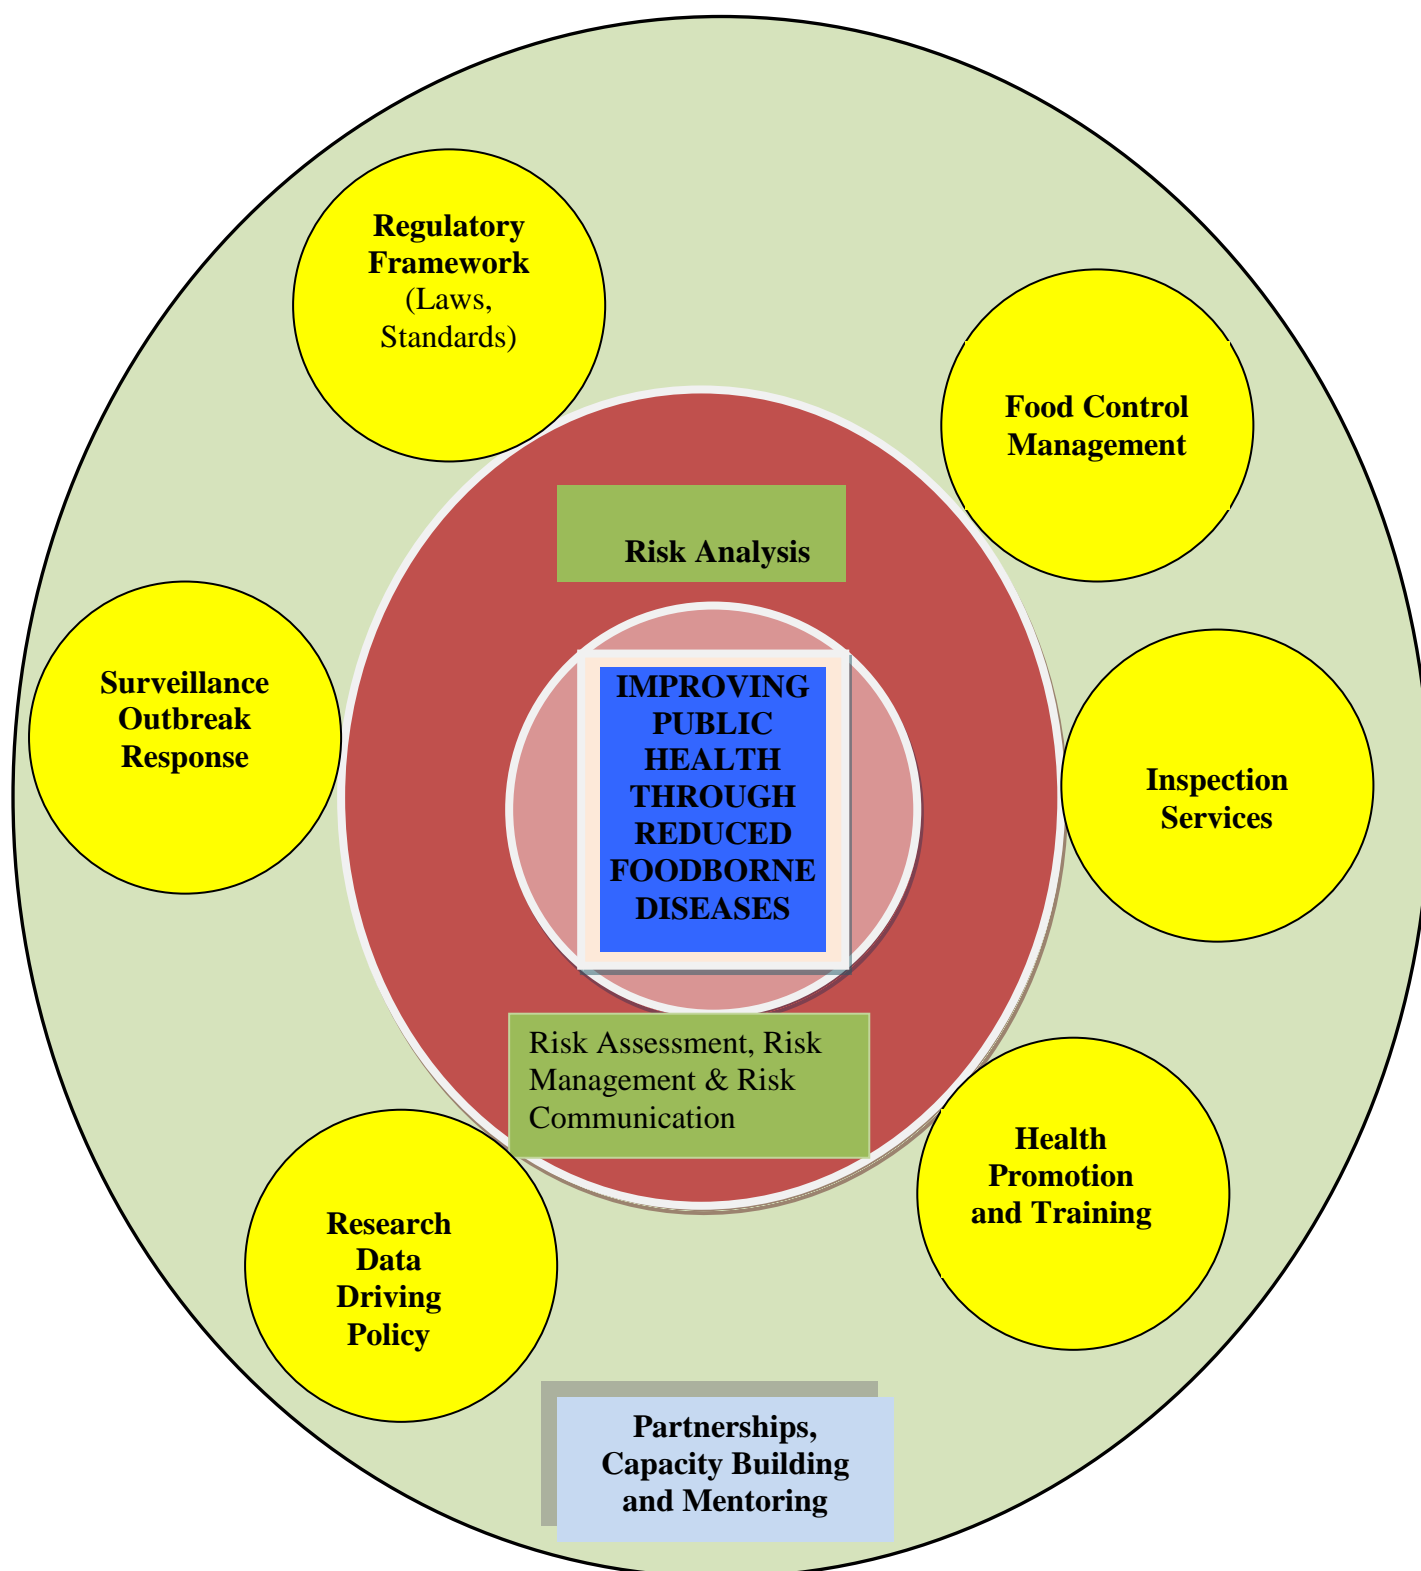 Regulatory
Framework
(Laws,
Standards)
Food Control
Management
Risk Analysis
Surveillance
Outbreak
Response
IMPROVING
PUBLIC
HEALTH
THROUGH
REDUCED
FOODBORNE
DISEASES
Inspection
Services
Risk Assessment, Risk
Management & Risk
Communication
Health
Promotion
and Training
Research
Data
Driving
Policy
Partnerships,
Capacity Building
and Mentoring